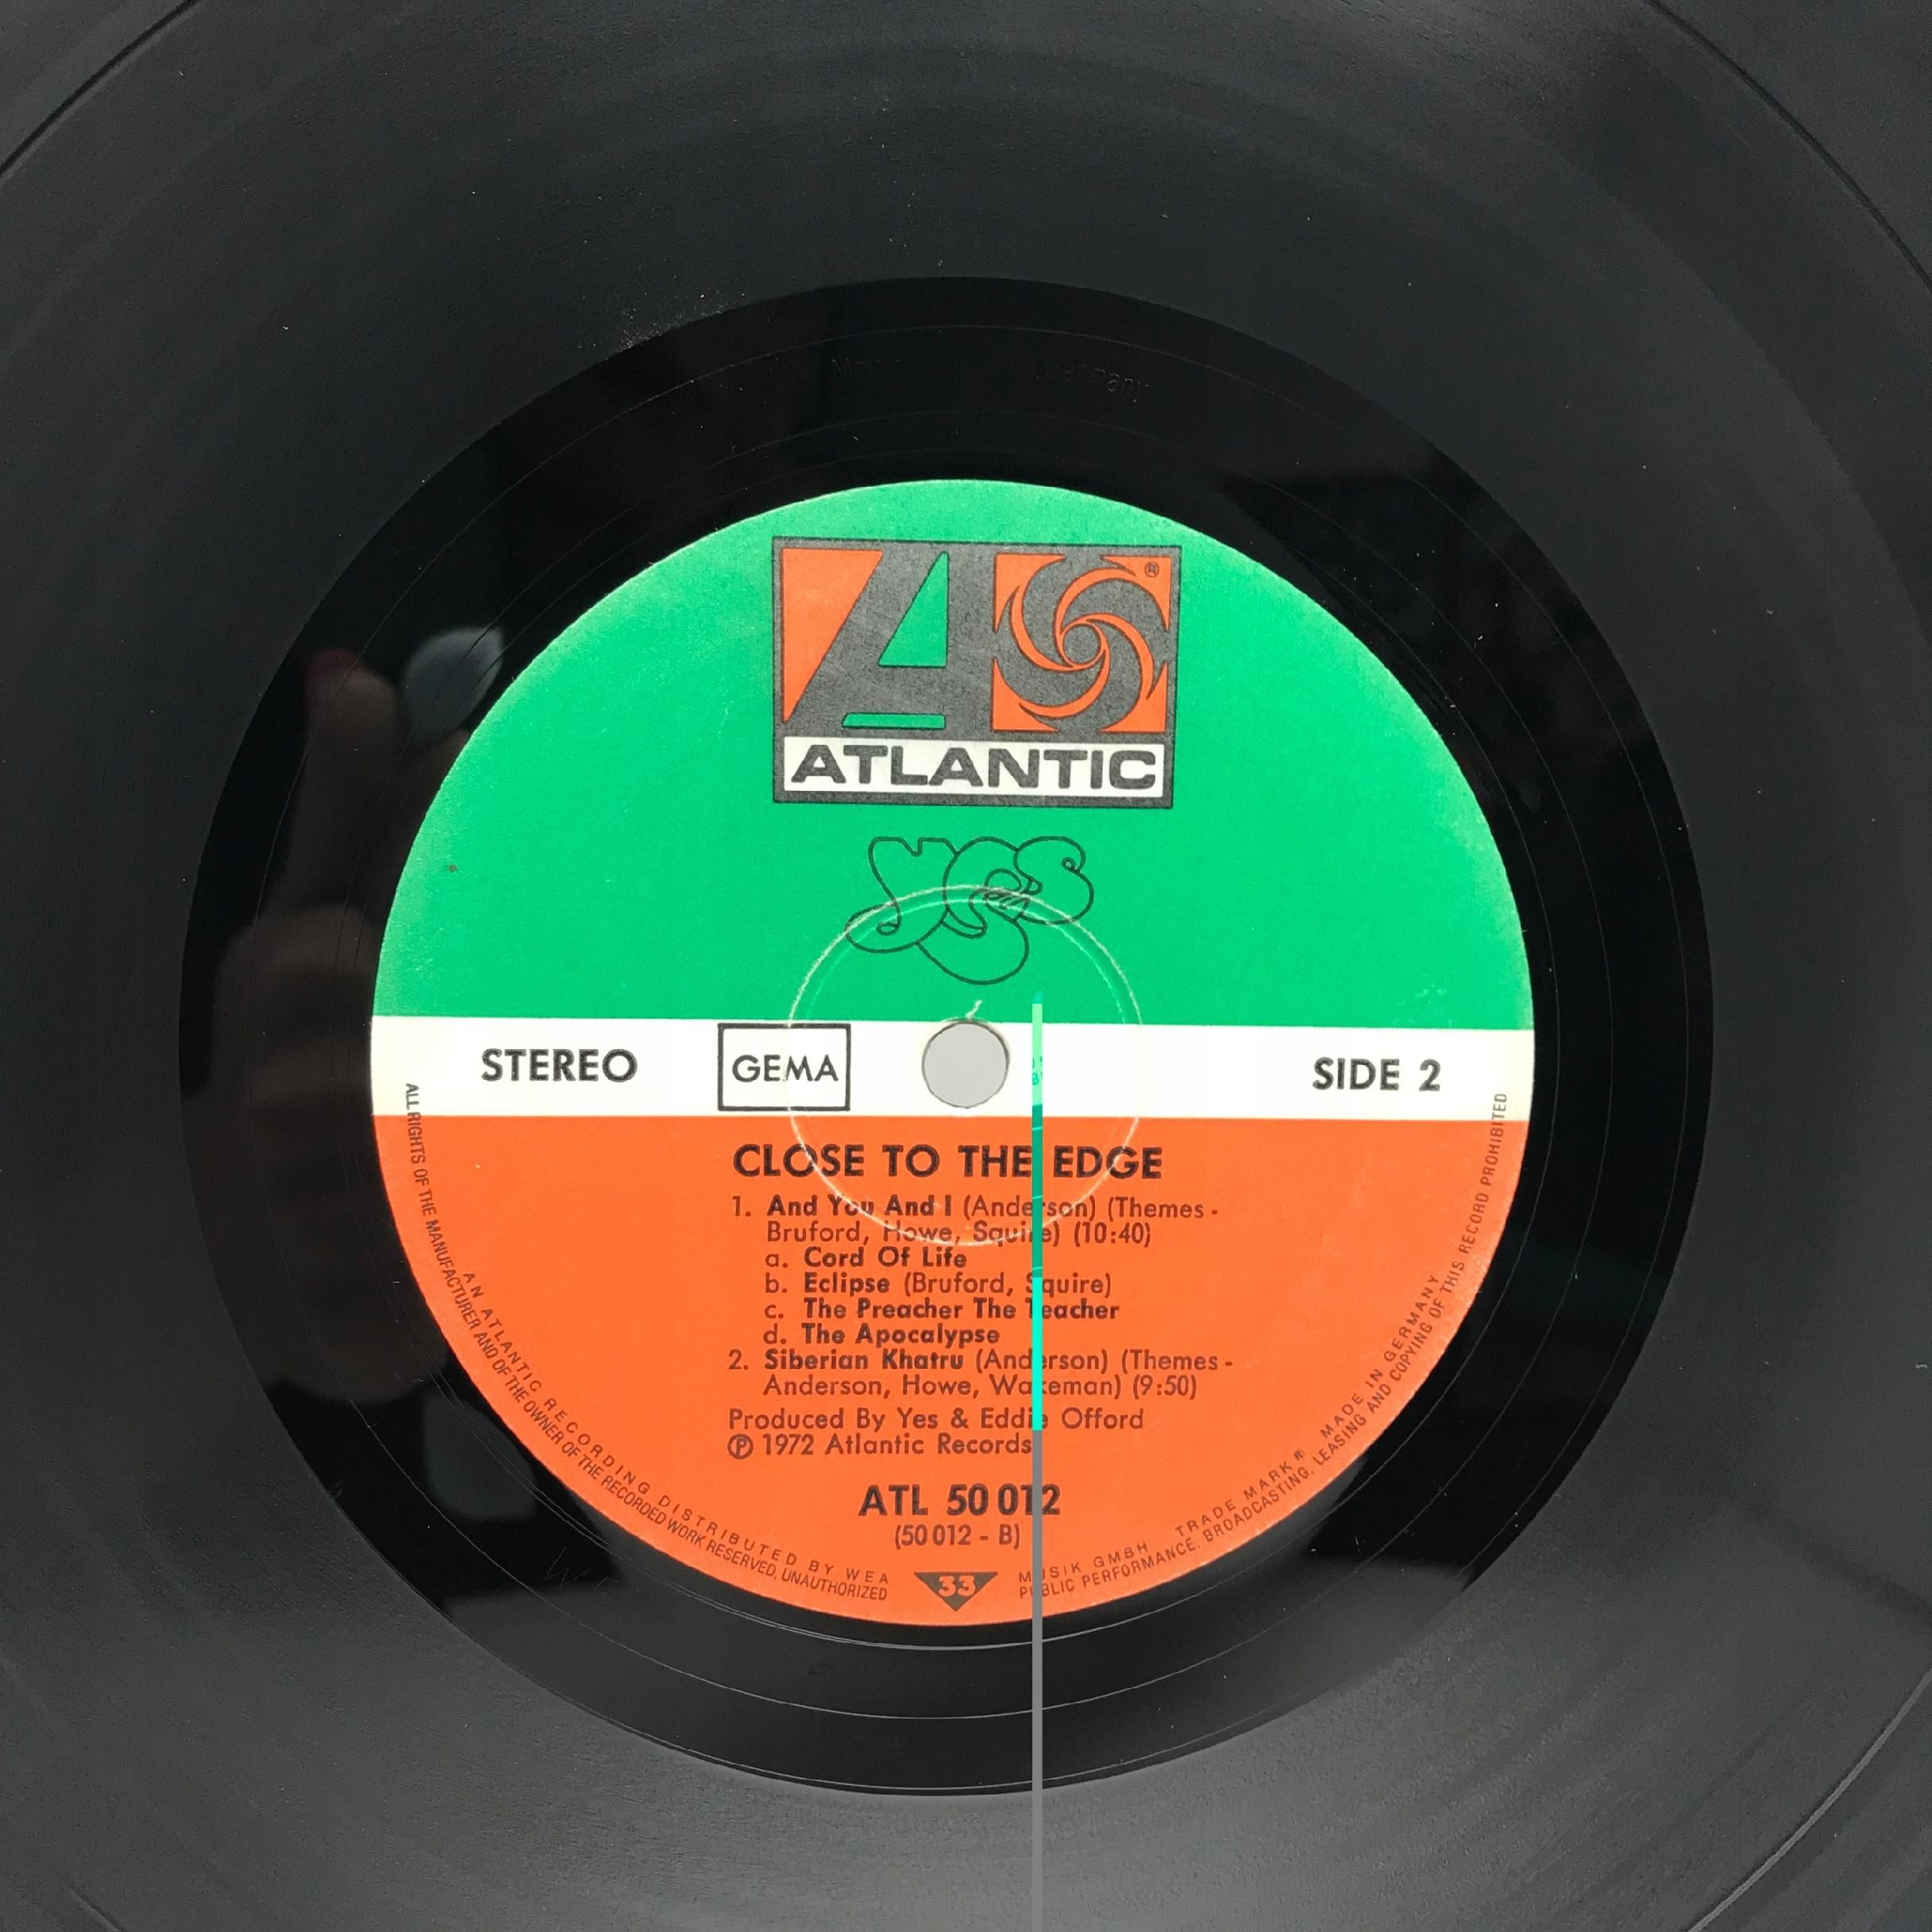 ATLANTIC
®
yes
STEREO
GEMA
SIDE 2
CLOSE TO THE EDGE
1. And You And I (Anderson) (Themes -
Bruford, Howe, Squire) (10:40)
a. Cord Of Life
b. Eclipse (Bruford, Squire)
c. The Preacher The Teacher
d. The Apocalypse
2. Siberian Khatru (Anderson) (Themes -
Anderson, Howe, Wakeman) (9:50)
Produced By Yes & Eddie Offord
℗ 1972 Atlantic Records
ATL 50 012
(50 012 - B)
33
AN ATLANTIC RECORDING DISTRIBUTED BY WEA MUSIK GMBH TRADE MARK ® MADE IN GERMANY
ALL RIGHTS OF THE MANUFACTURER AND OF THE OWNER OF THE RECORDED WORK RESERVED. UNAUTHORIZED PUBLIC PERFORMANCE. BROADCASTING. LEASING AND COPYING OF THIS RECORD PROHIBITED